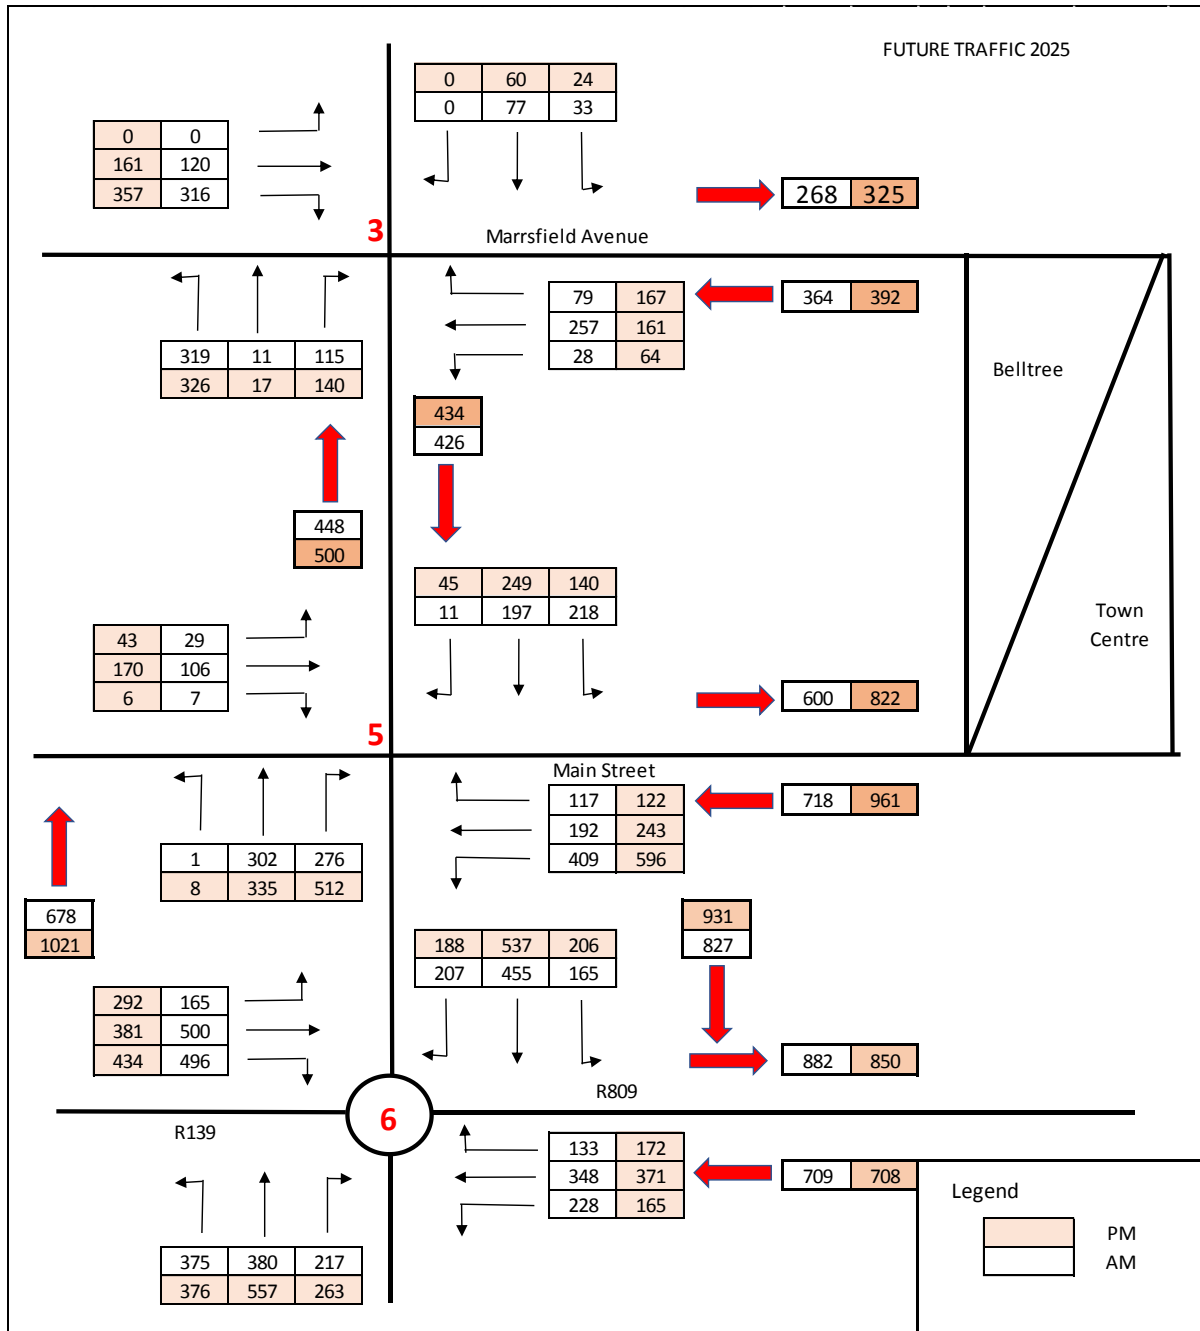 FUTURE TRAFFIC 2025
0 60 24
0 77 33
0 0
161 120
357 316
268 325
3
Marrsfield Avenue
79 167
257 161
28 64
364 392
319 11 115
326 17 140
Belltree
434
426
448
500
45 249 140
11 197 218
Town
Centre
43 29
170 106
6 7
600 822
5
Main Street
117 122
192 243
409 596
718 961
1 302 276
8 335 512
678
1021
931
827
188 537 206
207 455 165
292 165
381 500
434 496
882 850
R809
6
R139
133 172
348 371
228 165
709 708
Legend
PM
AM
375 380 217
376 557 263